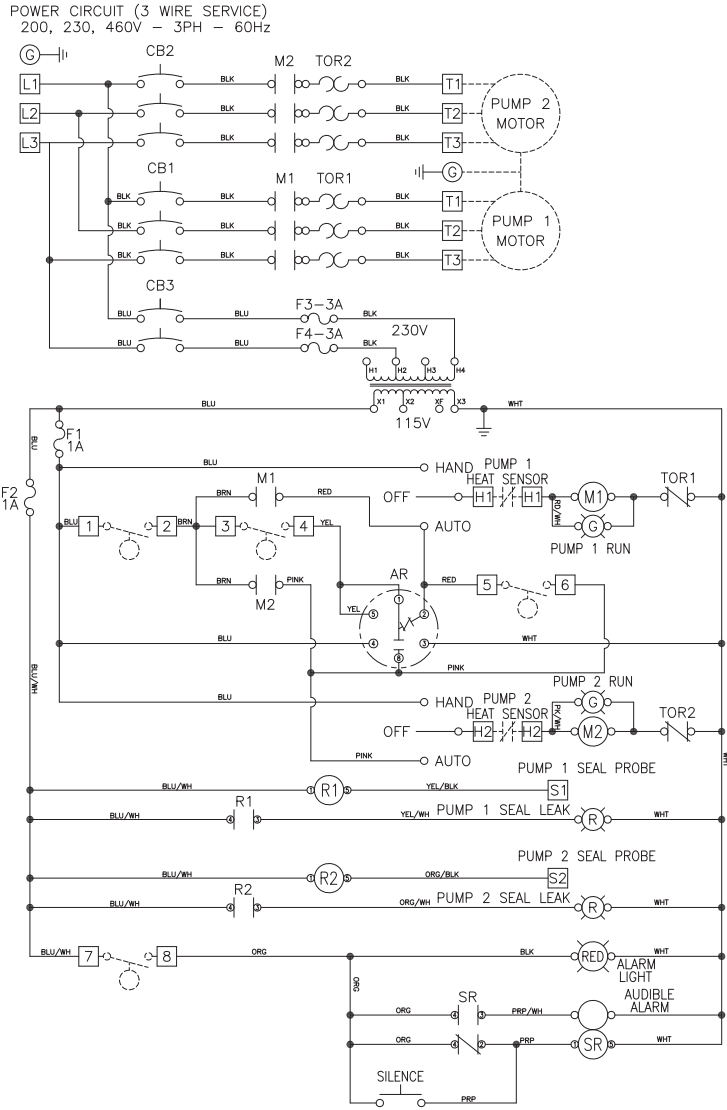 POWER CIRCUIT (3 WIRE SERVICE)
200, 230, 460V – 3PH – 60Hz
G
CB2
M2 TOR2
L1 BLK BLK T1
L2 BLK BLK T2
PUMP 2
MOTOR
L3 BLK BLK T3
CB1
G
M1 TOR1
BLK BLK BLK T1
BLK BLK BLK T2
PUMP 1
MOTOR
BLK BLK BLK T3
CB3
F3–3A
BLU BLU BLK
F4–3A
230V
BLU BLU BLK
H1 H2 H3 H4
X1 X2 XF X3
BLU WHT
115V
BLU
F1
1A
F2
1A
BLU HAND
PUMP 1
HEAT SENSOR
M1
TOR1
BRN RED
OFF H1 H1 M1
RD/WH
G
PUMP 1 RUN
BLU 1 2 BRN 3 4 YEL
AUTO
BRN PINK
M2
AR
1
RED 5 6
YEL 5 2
BLU 4 3 WHT
8
PINK
BLU/WH
PUMP 2 RUN
BLU HAND
PUMP 2
HEAT SENSOR
PK/WH
G
TOR2
OFF H2 H2 M2
PINK AUTO
WHT
PUMP 1 SEAL PROBE
BLU/WH 1 R1 5 YEL/BLK S1
R1
BLU/WH 4 3 YEL/WH PUMP 1 SEAL LEAK R WHT
PUMP 2 SEAL PROBE
BLU/WH 1 R2 5 ORG/BLK S2
R2
BLU/WH 4 3 ORG/WH PUMP 2 SEAL LEAK R WHT
BLU/WH 7 8 ORG BLK RED WHT
ALARM
LIGHT
ORG
AUDIBLE
ALARM
SR
ORG 4 3 PRP/WH
ORG 4 2 PRP 1 SR 5 WHT
SILENCE
PRP